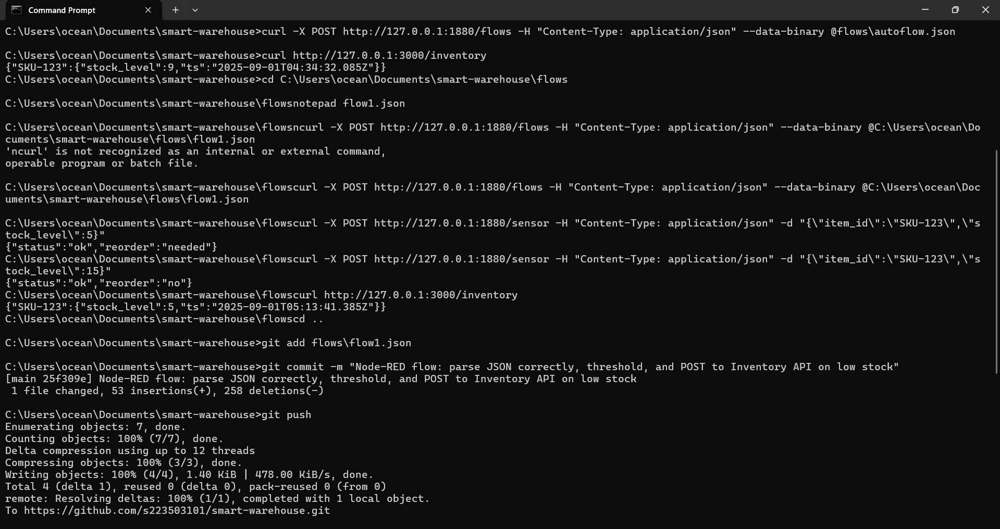 Command Prompt
C:\Users\ocean\Documents\smart-warehouse>curl -X POST http://127.0.0.1:1880/flows -H "Content-Type: application/json" --data-binary @flows\autoflow.json
C:\Users\ocean\Documents\smart-warehouse>curl http://127.0.0.1:3000/inventory
{"SKU-123":{"stock_level":9,"ts":"2025-09-01T04:34:32.085Z"}}
C:\Users\ocean\Documents\smart-warehouse>cd C:\Users\ocean\Documents\smart-warehouse\flows
C:\Users\ocean\Documents\smart-warehouse\flowsnotepad flow1.json
C:\Users\ocean\Documents\smart-warehouse\flowsncurl -X POST http://127.0.0.1:1880/flows -H "Content-Type: application/json" --data-binary @C:\Users\ocean\Do
cuments\smart-warehouse\flows\flow1.json
'ncurl' is not recognized as an internal or external command,
operable program or batch file.
C:\Users\ocean\Documents\smart-warehouse\flowscurl -X POST http://127.0.0.1:1880/flows -H "Content-Type: application/json" --data-binary @C:\Users\ocean\Doc
uments\smart-warehouse\flows\flow1.json
C:\Users\ocean\Documents\smart-warehouse\flowscurl -X POST http://127.0.0.1:1880/sensor -H "Content-Type: application/json" -d "{\"item_id\":\"SKU-123\",\"s
tock_level\":5}"
{"status":"ok","reorder":"needed"}
C:\Users\ocean\Documents\smart-warehouse\flowscurl -X POST http://127.0.0.1:1880/sensor -H "Content-Type: application/json" -d "{\"item_id\":\"SKU-123\",\"s
tock_level\":15}"
{"status":"ok","reorder":"no"}
C:\Users\ocean\Documents\smart-warehouse\flowscurl http://127.0.0.1:3000/inventory
{"SKU-123":{"stock_level":5,"ts":"2025-09-01T05:13:41.385Z"}}
C:\Users\ocean\Documents\smart-warehouse\flowscd ..
C:\Users\ocean\Documents\smart-warehouse>git add flows\flow1.json
C:\Users\ocean\Documents\smart-warehouse>git commit -m "Node-RED flow: parse JSON correctly, threshold, and POST to Inventory API on low stock"
[main 25f309e] Node-RED flow: parse JSON correctly, threshold, and POST to Inventory API on low stock
 1 file changed, 53 insertions(+), 258 deletions(-)
C:\Users\ocean\Documents\smart-warehouse>git push
Enumerating objects: 7, done.
Counting objects: 100% (7/7), done.
Delta compression using up to 12 threads
Compressing objects: 100% (3/3), done.
Writing objects: 100% (4/4), 1.40 KiB | 478.00 KiB/s, done.
Total 4 (delta 1), reused 0 (delta 0), pack-reused 0 (from 0)
remote: Resolving deltas: 100% (1/1), completed with 1 local object.
To https://github.com/s223503101/smart-warehouse.git